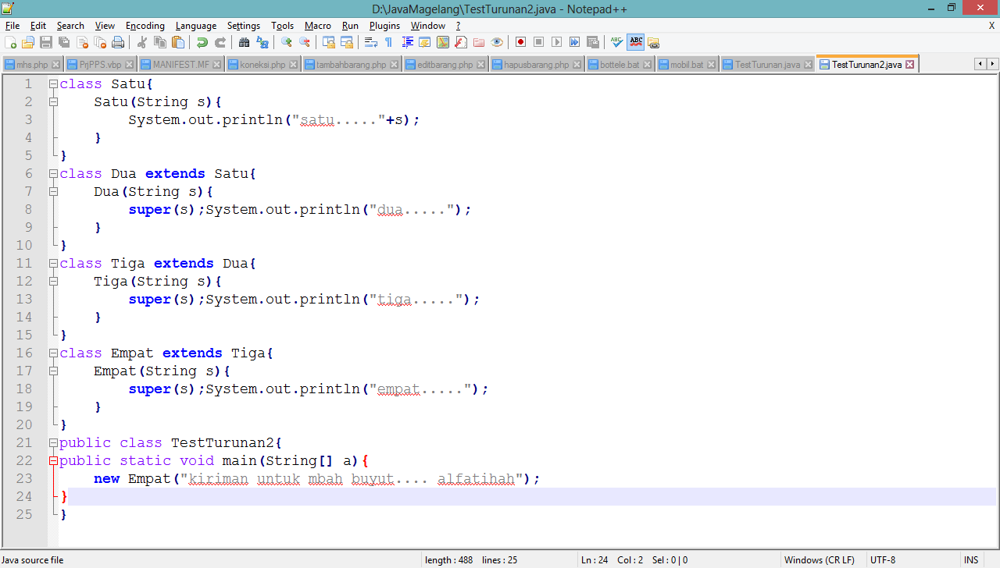 D:\JavaMagelang\TestTurunan2.java - Notepad++
File Edit Search View Encoding Language Settings Tools Macro Run Plugins Window ? X
mhs.php PrjPPS.vbp MANIFEST.MF koneksi.php tambahbarang.php editbarang.php hapusbarang.php bottele.bat mobil.bat TestTurunan.java TestTurunan2.java
1 class Satu{
2 Satu(String s){
3 System.out.println("satu....."+s);
4 }
5 }
6 class Dua extends Satu{
7 Dua(String s){
8 super(s);System.out.println("dua.....");
9 }
10 }
11 class Tiga extends Dua{
12 Tiga(String s){
13 super(s);System.out.println("tiga.....");
14 }
15 }
16 class Empat extends Tiga{
17 Empat(String s){
18 super(s);System.out.println("empat.....");
19 }
20 }
21 public class TestTurunan2{
22 public static void main(String[] a){
23 new Empat("kiriman untuk mbah buyut.... alfatihah");
24 }
25 }
Java source file length : 488 lines : 25 Ln : 24 Col : 2 Sel : 0 | 0 Windows (CR LF) UTF-8 INS